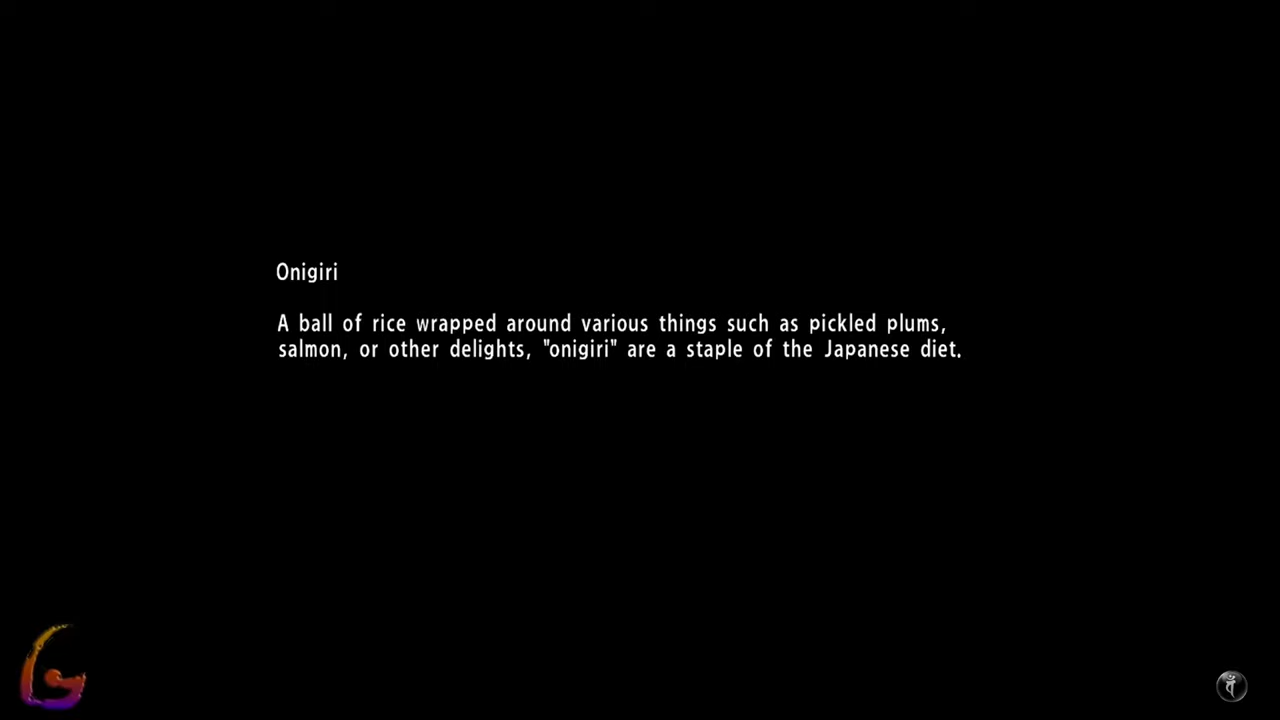 Onigiri
A ball of rice wrapped around various things such as pickled plums,
salmon, or other delights, "onigiri" are a staple of the Japanese diet.